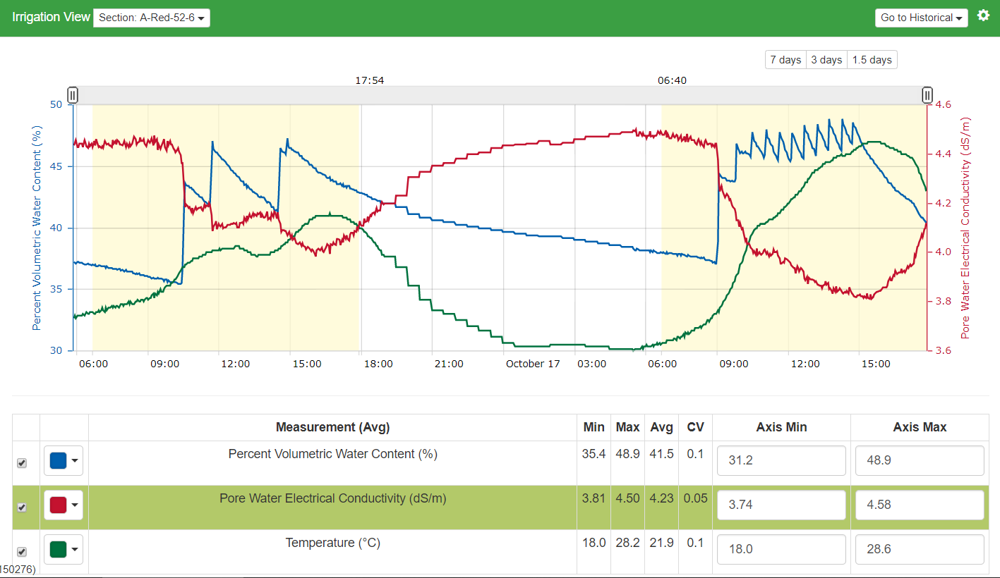 Irrigation View Section: A-Red-52-6 Go to Historical
7 days 3 days 1.5 days
17:54 06:40
50 4.6
45 4.4
4.2
40
4.0
35
3.8
30 3.6
Percent Volumetric Water Content (%)
Pore Water Electrical Conductivity (dS/m)
06:00 09:00 12:00 15:00 18:00 21:00 October 17 03:00 06:00 09:00 12:00 15:00
Measurement (Avg) Min Max Avg CV Axis Min Axis Max
Percent Volumetric Water Content (%) 35.4 48.9 41.5 0.1 31.2 48.9
Pore Water Electrical Conductivity (dS/m) 3.81 4.50 4.23 0.05 3.74 4.58
Temperature (°C) 18.0 28.2 21.9 0.1 18.0 28.6
150276)